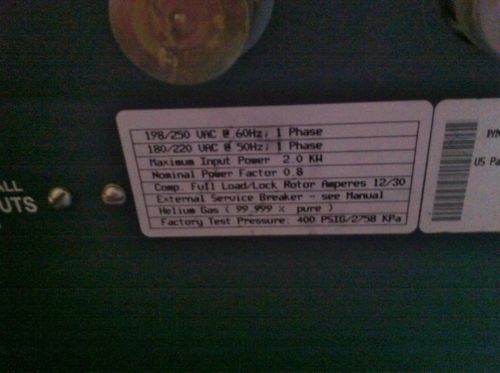 198/250 VAC @ 60Hz; 1 Phase
180/220 VAC @ 50Hz; 1 Phase
Maximum Input Power 2.0 KW
Nominal Power Factor 0.8
Comp. Full Load/Lock Rotor Amperes 12/30
External Service Breaker - see Manual
Helium Gas ( 99.999 % pure )
Factory Test Pressure: 400 PSIG/2758 KPa
ALL
UTS
P/N
US Pa